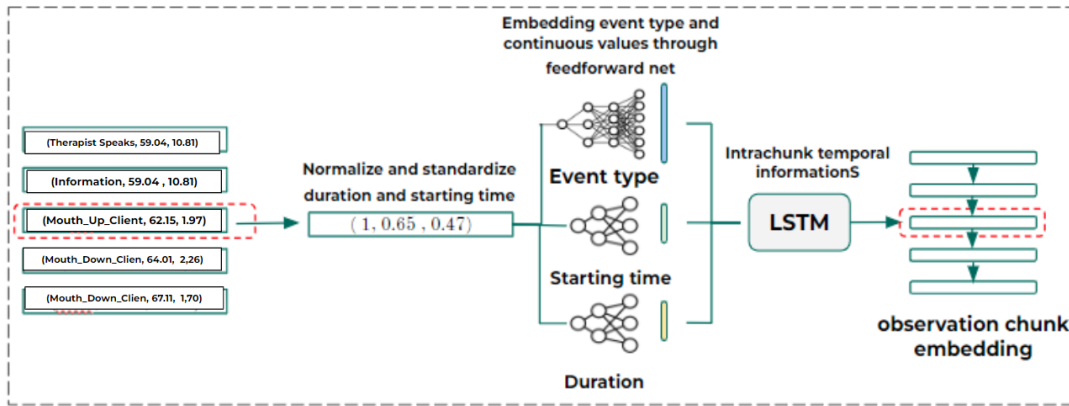 Embedding event type and
continuous values through
feedforward net
(Therapist Speaks, 59.04, 10.81)
(Information, 59.04 , 10.81)
(Mouth_Up_Client, 62.15, 1.97)
(Mouth_Down_Clien, 64.01, 2,26)
(Mouth_Down_Clien, 67.11, 1,70)
Normalize and standardize
duration and starting time
( 1, 0.65 , 0.47)
Event type
Starting time
Duration
Intrachunk temporal
informationS
LSTM
observation chunk
embedding